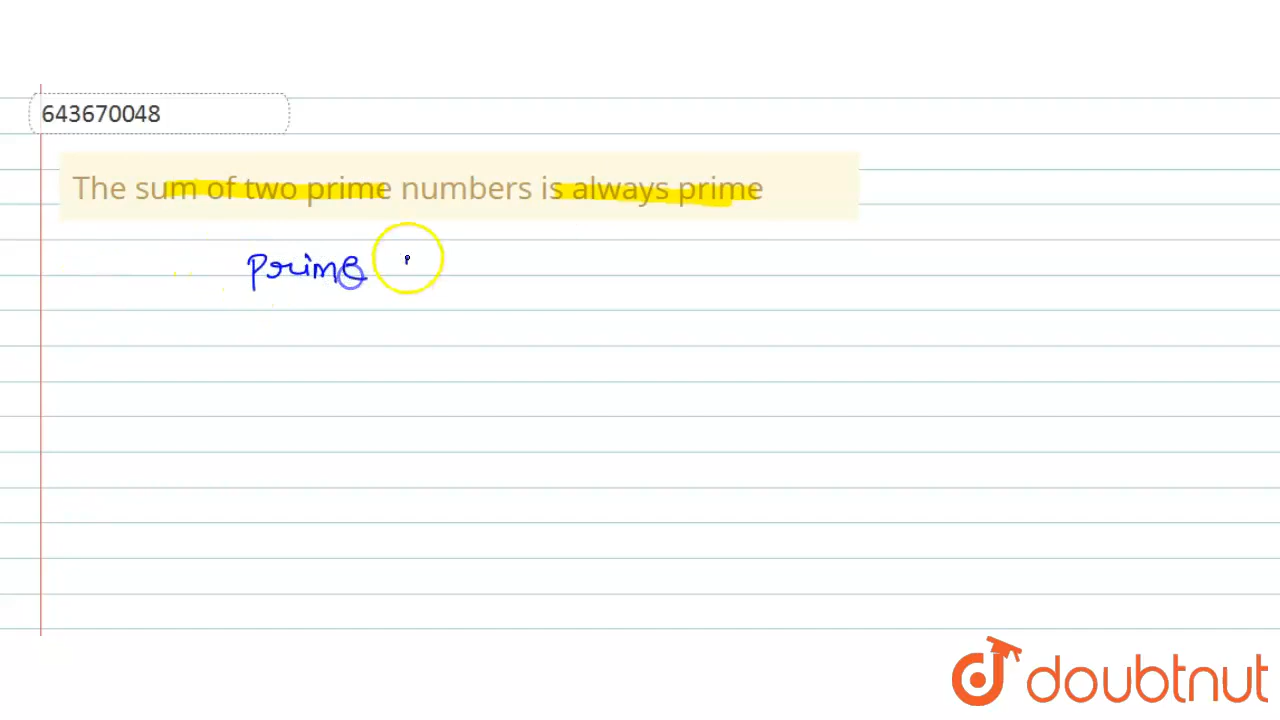 643670048
The sum of two prime numbers is always prime
prime
doubtnut